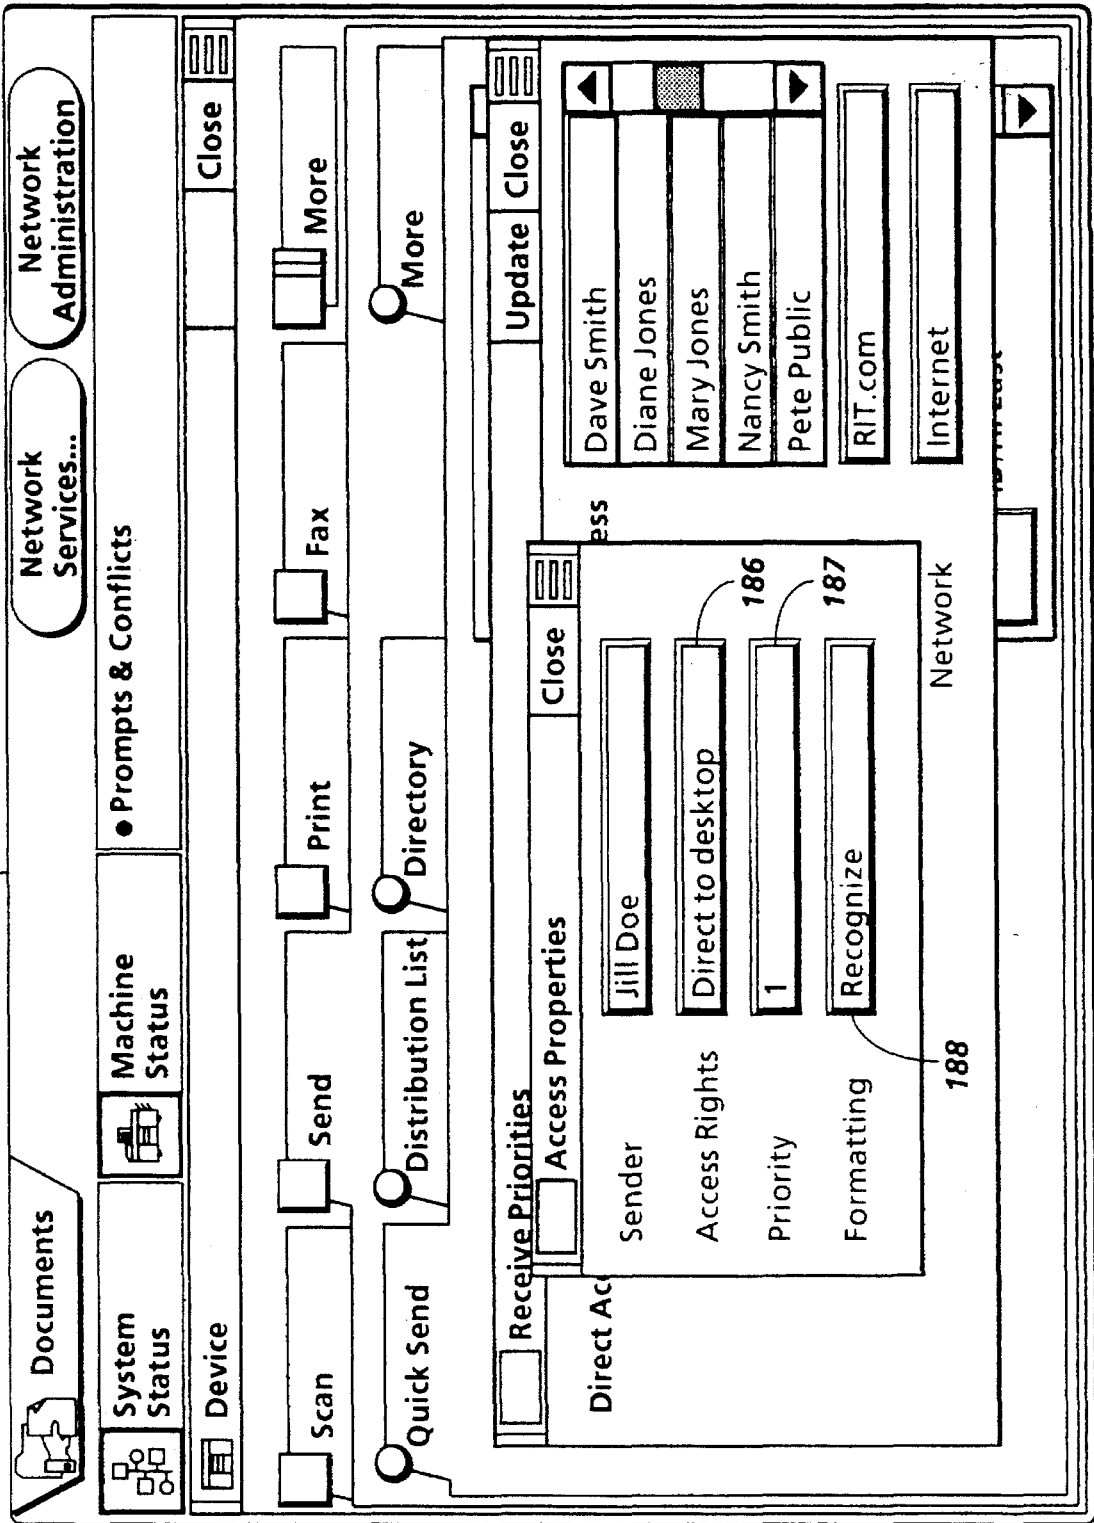 Documents
Network
Services...
Network
Administration
System
Status
Machine
Status
● Prompts & Conflicts
Device
Close
Scan
Send
Print
Fax
More
Quick Send
Distribution List
Directory
More
Receive Priorities
Update
Close
Direct Acc
ess
Dave Smith
Diane Jones
Mary Jones
Nancy Smith
Pete Public
RIT.com
Network
Internet
Access Properties
Close
Sender
Jill Doe
Access Rights
Direct to desktop
186
Priority
1
187
Formatting
Recognize
188